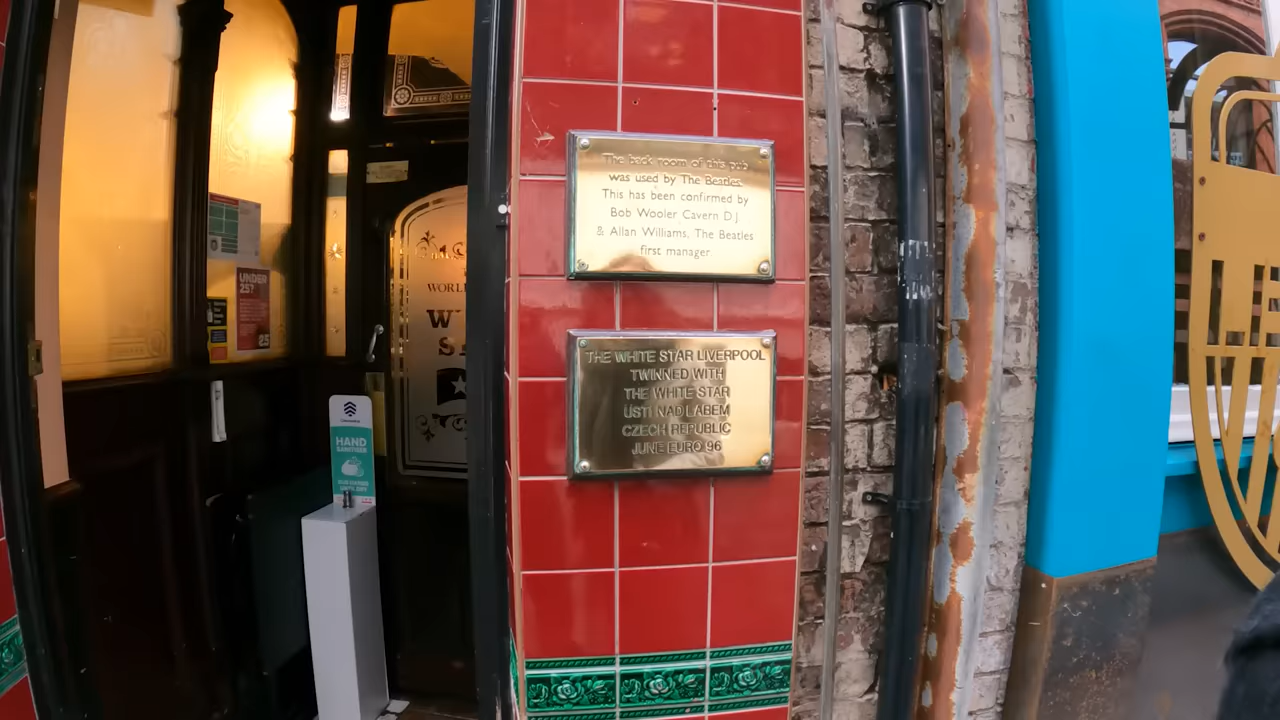 The back room of this pub
was used by The Beatles.
This has been confirmed by
Bob Wooler Cavern D.J.
& Allan Williams, The Beatles
first manager.
THE WHITE STAR LIVERPOOL
TWINNED WITH
THE WHITE STAR
USTI NAD LABEM
CZECH REPUBLIC
JUNE EURO 96
UNDER
25?
25
HAND
SANITISER
WORL